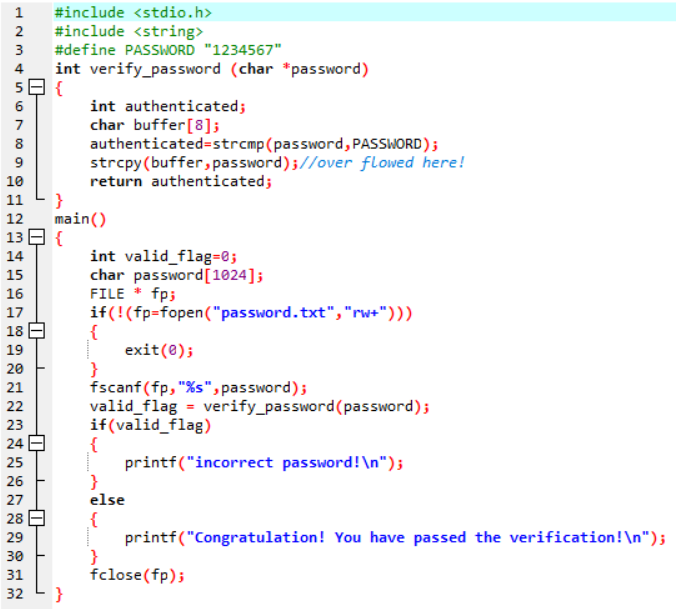 1 #include <stdio.h>
2 #include <string>
3 #define PASSWORD "1234567"
4 int verify_password (char *password)
5 {
6 int authenticated;
7 char buffer[8];
8 authenticated=strcmp(password,PASSWORD);
9 strcpy(buffer,password);//over flowed here!
10 return authenticated;
11 }
12 main()
13 {
14 int valid_flag=0;
15 char password[1024];
16 FILE * fp;
17 if(!(fp=fopen("password.txt","rw+")))
18 {
19 exit(0);
20 }
21 fscanf(fp,"%s",password);
22 valid_flag = verify_password(password);
23 if(valid_flag)
24 {
25 printf("incorrect password!\n");
26 }
27 else
28 {
29 printf("Congratulation! You have passed the verification!\n");
30 }
31 fclose(fp);
32 }